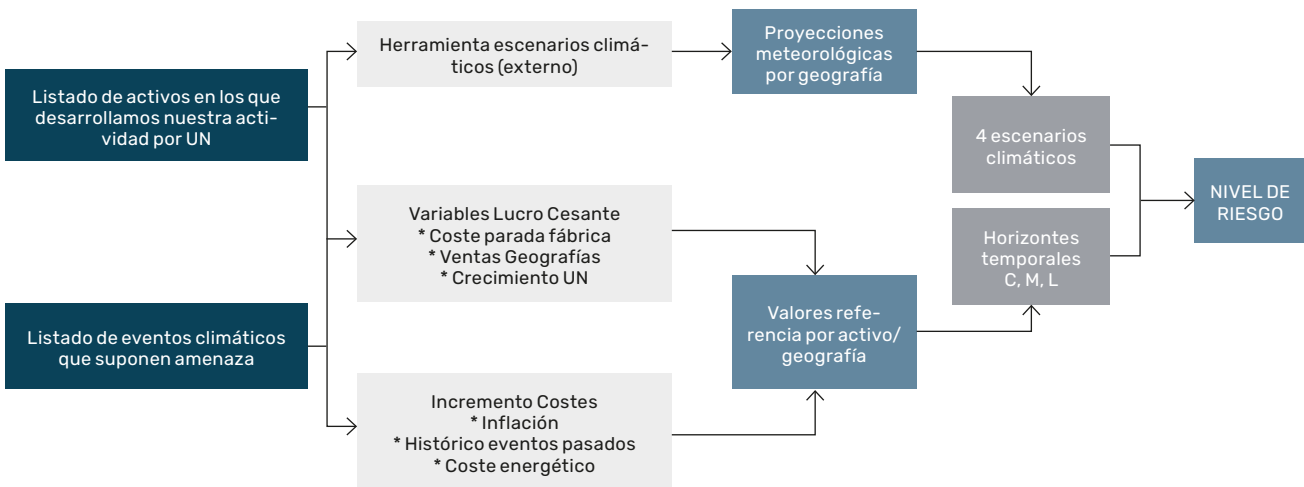 Listado de activos en los que
desarrollamos nuestra acti-
vidad por UN
Listado de eventos climáticos
que suponen amenaza
Herramienta escenarios climá-
ticos (externo)
Variables Lucro Cesante
* Coste parada fábrica
* Ventas Geografías
* Crecimiento UN
Incremento Costes
* Inflación
* Histórico eventos pasados
* Coste energético
Proyecciones
meteorológicas
por geografía
Valores refe-
rencia por activo/
geografía
4 escenarios
climáticos
Horizontes
temporales
C, M, L
NIVEL DE
RIESGO